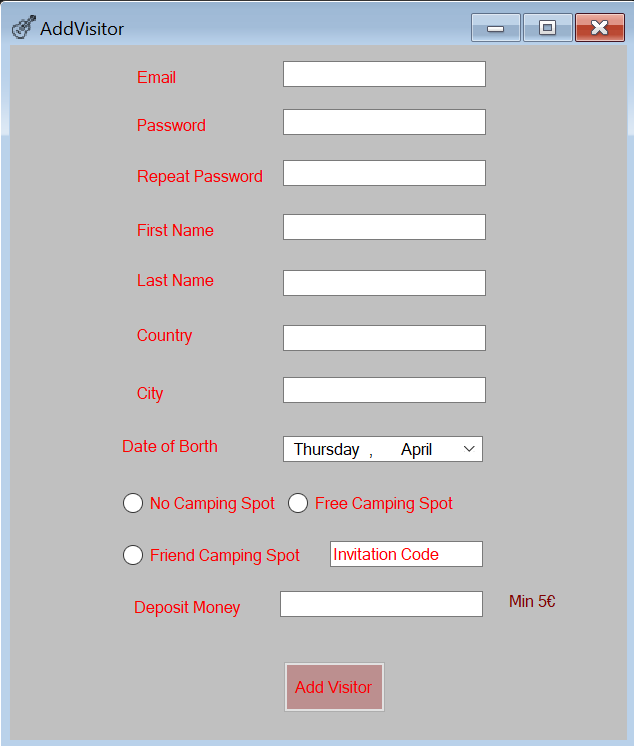 AddVisitor
Email
Password
Repeat Password
First Name
Last Name
Country
City
Date of Borth Thursday , April
No Camping Spot Free Camping Spot
Friend Camping Spot Invitation Code
Deposit Money Min 5€
Add Visitor